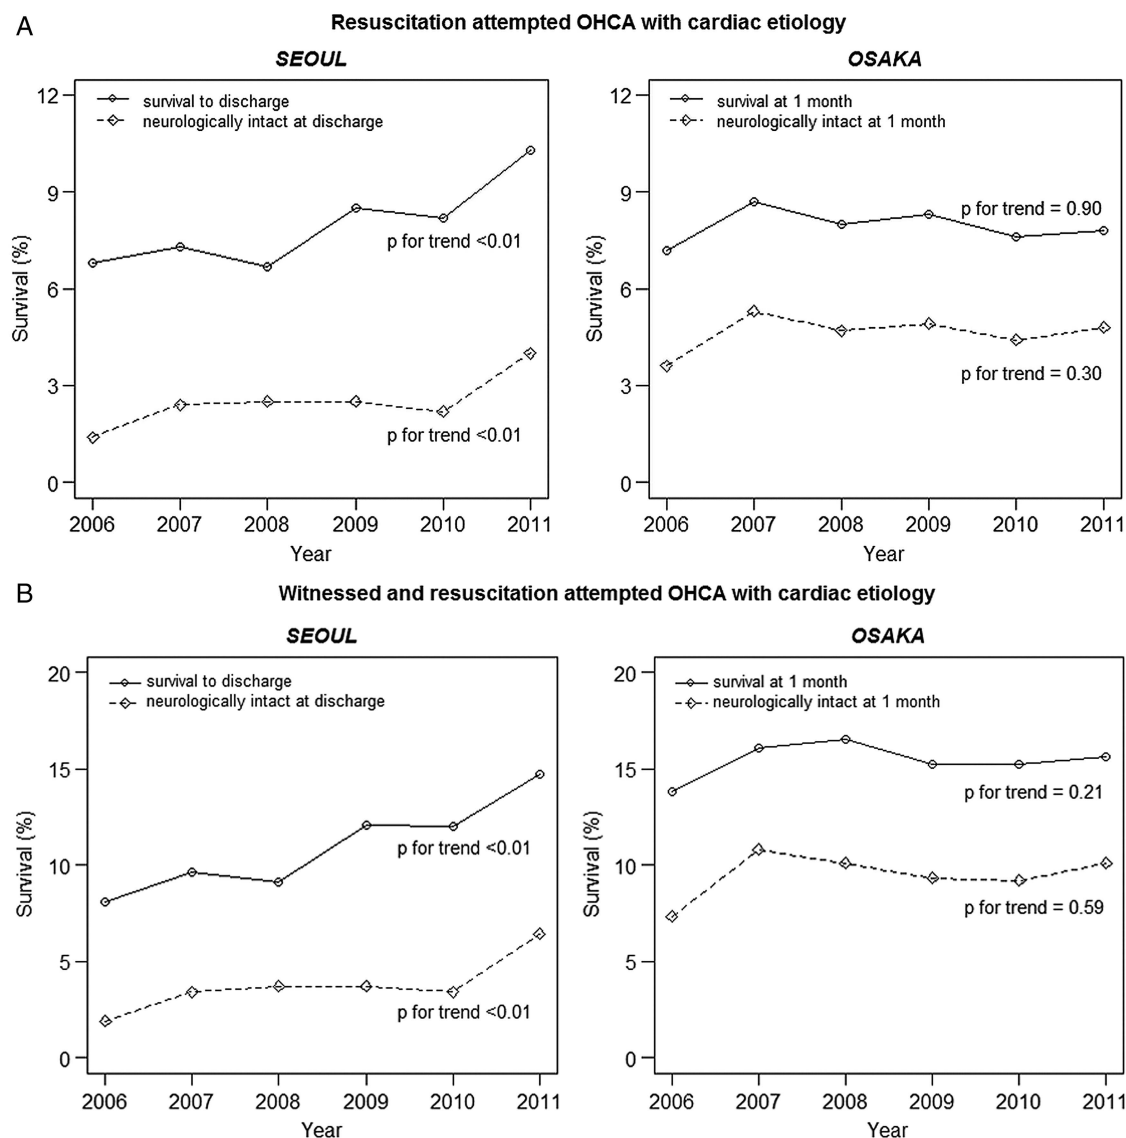 A
Resuscitation attempted OHCA with cardiac etiology
SEOUL
OSAKA
survival to discharge
neurologically intact at discharge
survival at 1 month
neurologically intact at 1 month
12
9
6
3
0
Survival (%)
p for trend <0.01
p for trend <0.01
2006 2007 2008 2009 2010 2011
Year
12
9
6
3
0
Survival (%)
p for trend = 0.90
p for trend = 0.30
2006 2007 2008 2009 2010 2011
Year
B
Witnessed and resuscitation attempted OHCA with cardiac etiology
SEOUL
OSAKA
survival to discharge
neurologically intact at discharge
survival at 1 month
neurologically intact at 1 month
20
15
10
5
0
Survival (%)
p for trend <0.01
p for trend <0.01
2006 2007 2008 2009 2010 2011
Year
20
15
10
5
0
Survival (%)
p for trend = 0.21
p for trend = 0.59
2006 2007 2008 2009 2010 2011
Year